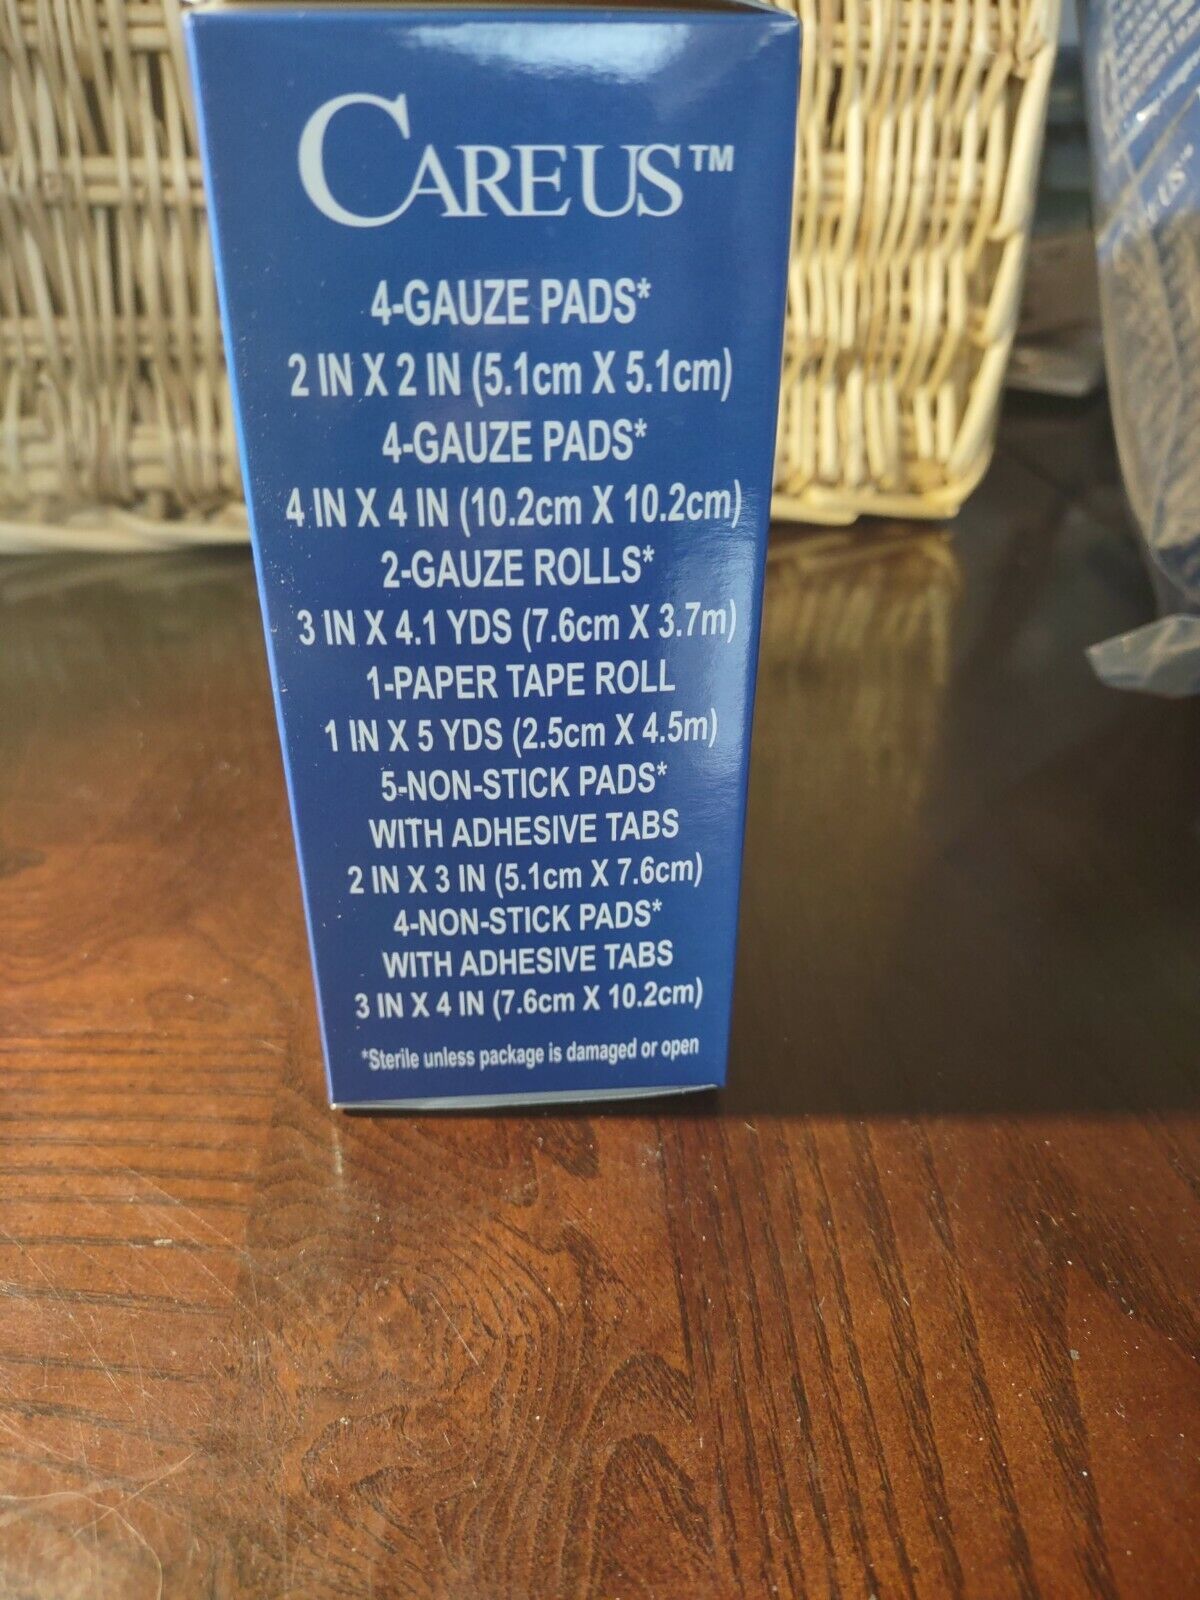 CAREUS™
4-GAUZE PADS*
2 IN X 2 IN (5.1cm X 5.1cm)
4-GAUZE PADS*
4 IN X 4 IN (10.2cm X 10.2cm)
2-GAUZE ROLLS*
3 IN X 4.1 YDS (7.6cm X 3.7m)
1-PAPER TAPE ROLL
1 IN X 5 YDS (2.5cm X 4.5m)
5-NON-STICK PADS*
WITH ADHESIVE TABS
2 IN X 3 IN (5.1cm X 7.6cm)
4-NON-STICK PADS*
WITH ADHESIVE TABS
3 IN X 4 IN (7.6cm X 10.2cm)
*Sterile unless package is damaged or open